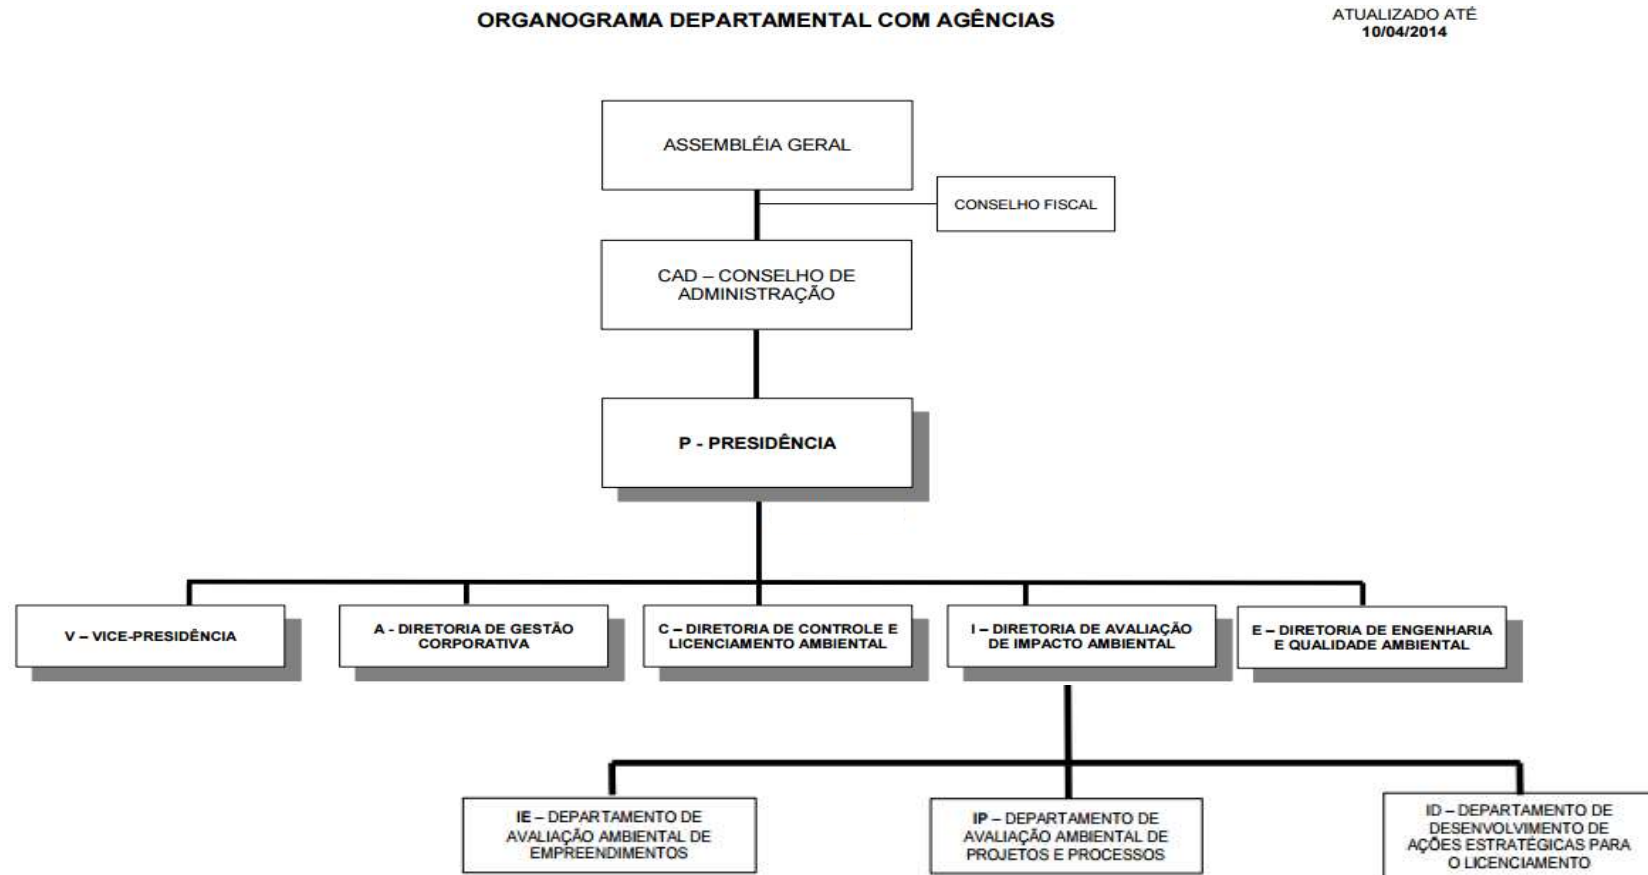 ORGANOGRAMA DEPARTAMENTAL COM AGÊNCIAS
ATUALIZADO ATÉ
10/04/2014
ASSEMBLÉIA GERAL
CONSELHO FISCAL
CAD – CONSELHO DE
ADMINISTRAÇÃO
P - PRESIDÊNCIA
V – VICE-PRESIDÊNCIA
A - DIRETORIA DE GESTÃO
CORPORATIVA
C – DIRETORIA DE CONTROLE E
LICENCIAMENTO AMBIENTAL
I – DIRETORIA DE AVALIAÇÃO
DE IMPACTO AMBIENTAL
E – DIRETORIA DE ENGENHARIA
E QUALIDADE AMBIENTAL
IE – DEPARTAMENTO DE
AVALIAÇÃO AMBIENTAL DE
EMPREENDIMENTOS
IP – DEPARTAMENTO DE
AVALIAÇÃO AMBIENTAL DE
PROJETOS E PROCESSOS
ID – DEPARTAMENTO DE
DESENVOLVIMENTO DE
AÇÕES ESTRATÉGICAS PARA
O LICENCIAMENTO